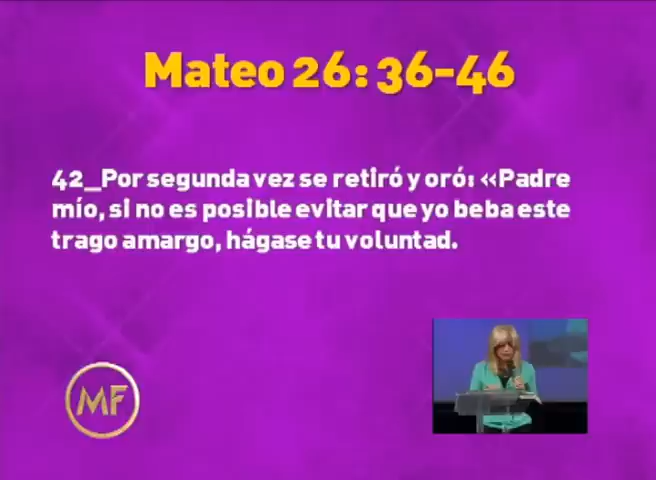 Mateo 26: 36-46
42_Por segunda vez se retiró y oró: «Padre
mío, si no es posible evitar que yo beba este
trago amargo, hágase tu voluntad.
MF